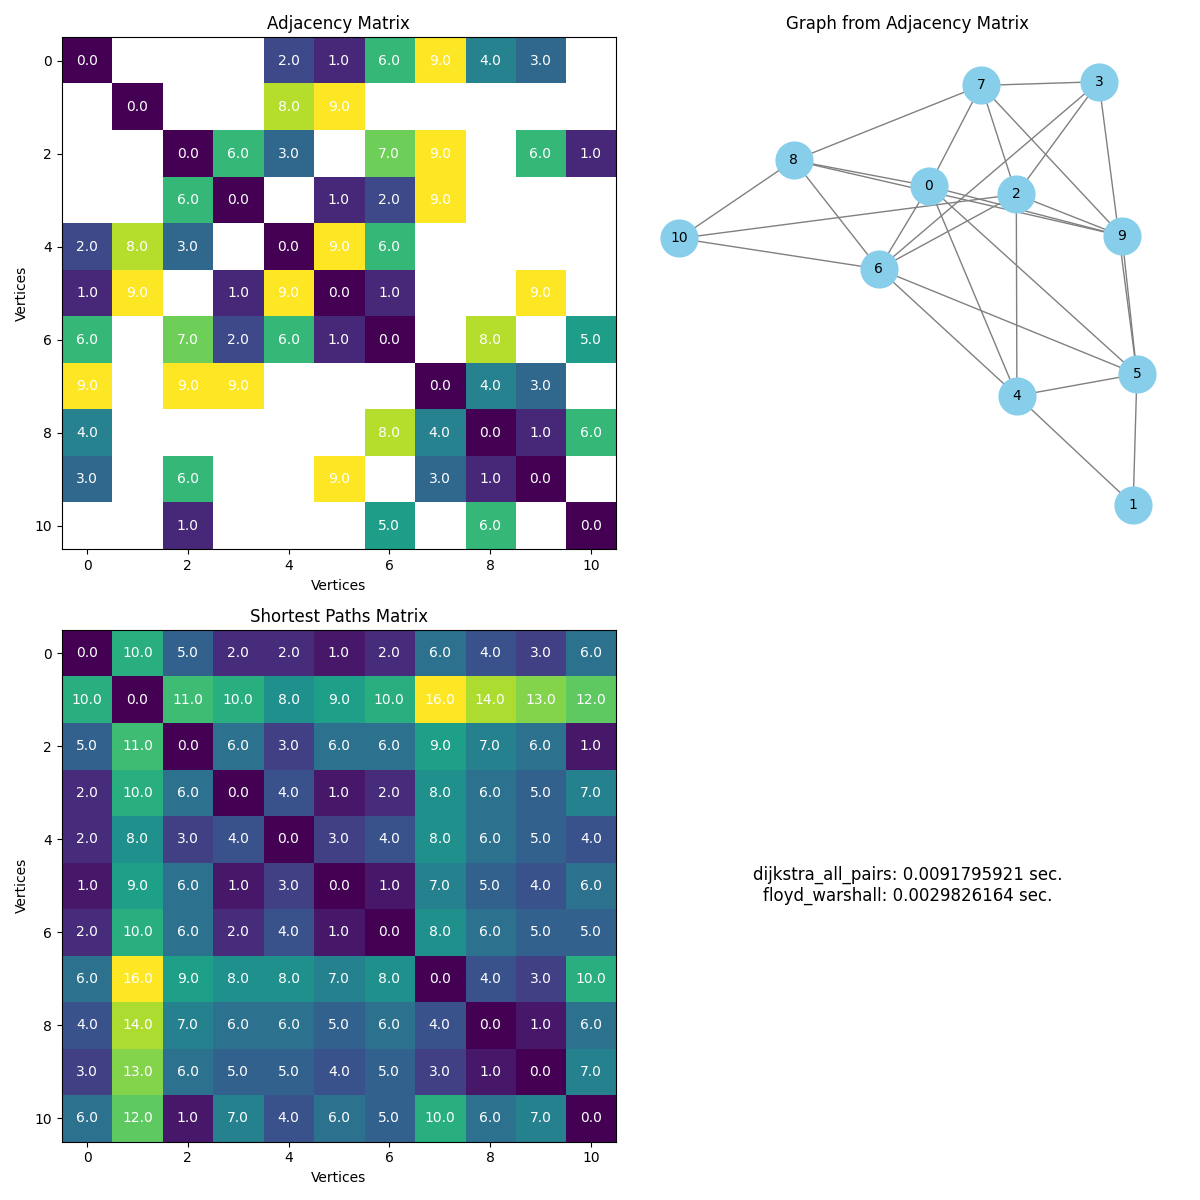 Adjacency Matrix
0 0.0 2.0 1.0 6.0 9.0 4.0 3.0
0.0 8.0 9.0
2 0.0 6.0 3.0 7.0 9.0 6.0 1.0
6.0 0.0 1.0 2.0 9.0
4 2.0 8.0 3.0 0.0 9.0 6.0
1.0 9.0 1.0 9.0 0.0 1.0 9.0
6 6.0 7.0 2.0 6.0 1.0 0.0 8.0 5.0
9.0 9.0 9.0 0.0 4.0 3.0
8 4.0 8.0 4.0 0.0 1.0 6.0
3.0 6.0 9.0 3.0 1.0 0.0
10 1.0 5.0 6.0 0.0
0 2 4 6 8 10
Vertices
Vertices
Graph from Adjacency Matrix
7 3
8
0 2
10 9
6
5
4
1
Shortest Paths Matrix
0 0.0 10.0 5.0 2.0 2.0 1.0 2.0 6.0 4.0 3.0 6.0
10.0 0.0 11.0 10.0 8.0 9.0 10.0 16.0 14.0 13.0 12.0
2 5.0 11.0 0.0 6.0 3.0 6.0 6.0 9.0 7.0 6.0 1.0
2.0 10.0 6.0 0.0 4.0 1.0 2.0 8.0 6.0 5.0 7.0
4 2.0 8.0 3.0 4.0 0.0 3.0 4.0 8.0 6.0 5.0 4.0
1.0 9.0 6.0 1.0 3.0 0.0 1.0 7.0 5.0 4.0 6.0
6 2.0 10.0 6.0 2.0 4.0 1.0 0.0 8.0 6.0 5.0 5.0
6.0 16.0 9.0 8.0 8.0 7.0 8.0 0.0 4.0 3.0 10.0
8 4.0 14.0 7.0 6.0 6.0 5.0 6.0 4.0 0.0 1.0 6.0
3.0 13.0 6.0 5.0 5.0 4.0 5.0 3.0 1.0 0.0 7.0
10 6.0 12.0 1.0 7.0 4.0 6.0 5.0 10.0 6.0 7.0 0.0
0 2 4 6 8 10
Vertices
Vertices
dijkstra_all_pairs: 0.0091795921 sec.
floyd_warshall: 0.0029826164 sec.